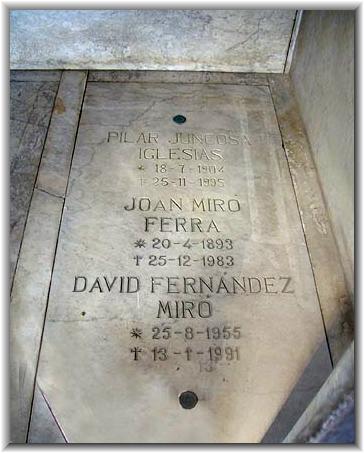 PILAR JUNCOSA
IGLESIAS
* 18-7-1904
† 25-11-1995
JOAN MIRO
FERRA
* 20-4-1893
† 25-12-1983
DAVID FERNÁNDEZ
MIRÓ
* 25-8-1955
† 13-1-1991
13